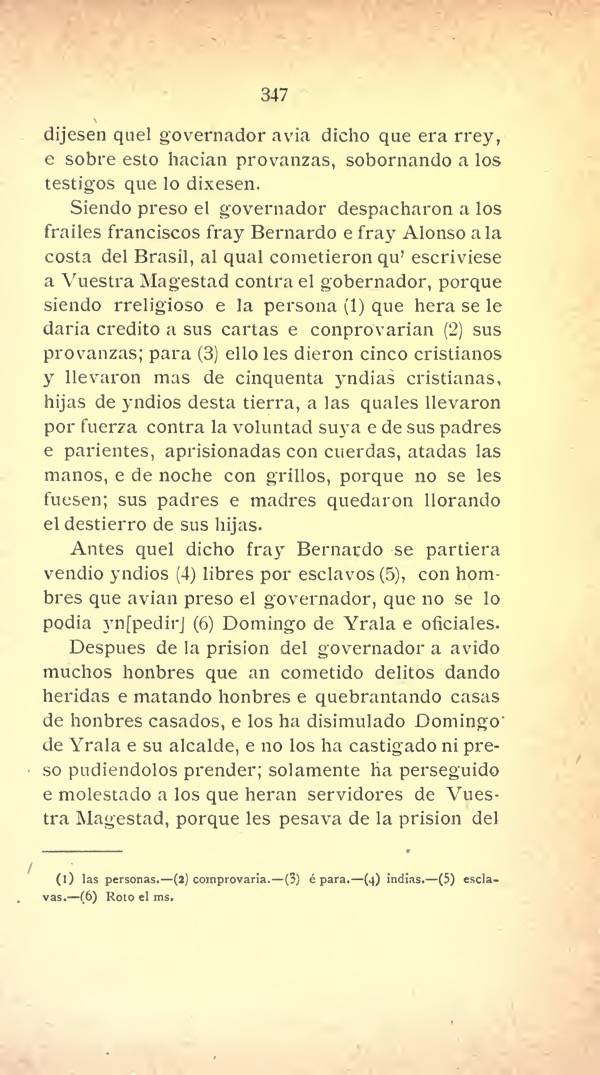 347
dijesen quel governador avia dicho que era rrey,
e sobre esto hacian provanzas, sobornando a los
testigos que lo dixesen.
Siendo preso el governador despacharon a los
frailes franciscos fray Bernardo e fray Alonso a la
costa del Brasil, al qual cometieron qu' escriviese
a Vuestra Magestad contra el gobernador, porque
siendo rreligioso e la persona (1) que hera se le
daria credito a sus cartas e conprovarian (2) sus
provanzas; para (3) ello les dieron cinco cristianos
y llevaron mas de cinquenta yndias cristianas,
hijas de yndios desta tierra, a las quales llevaron
por fuerza contra la voluntad suya e de sus padres
e parientes, aprisionadas con cuerdas, atadas las
manos, e de noche con grillos, porque no se les
fuesen; sus padres e madres quedaron llorando
el destierro de sus hijas.
Antes quel dicho fray Bernardo se partiera
vendio yndios (4) libres por esclavos (5), con hom-
bres que avian preso el governador, que no se lo
podia yn[pedir] (6) Domingo de Yrala e oficiales.
Despues de la prision del governador a avido
muchos honbres que an cometido delitos dando
heridas e matando honbres e quebrantando casas
de honbres casados, e los ha disimulado Domingo
de Yrala e su alcalde, e no los ha castigado ni pre-
so pudiendolos prender; solamente ha perseguido
e molestado a los que heran servidores de Vues-
tra Magestad, porque les pesava de la prision del
(1) las personas.—(2) comprovaria.—(3) é para.—(4) indias.—(5) escla-
vas.—(6) Roto el ms.